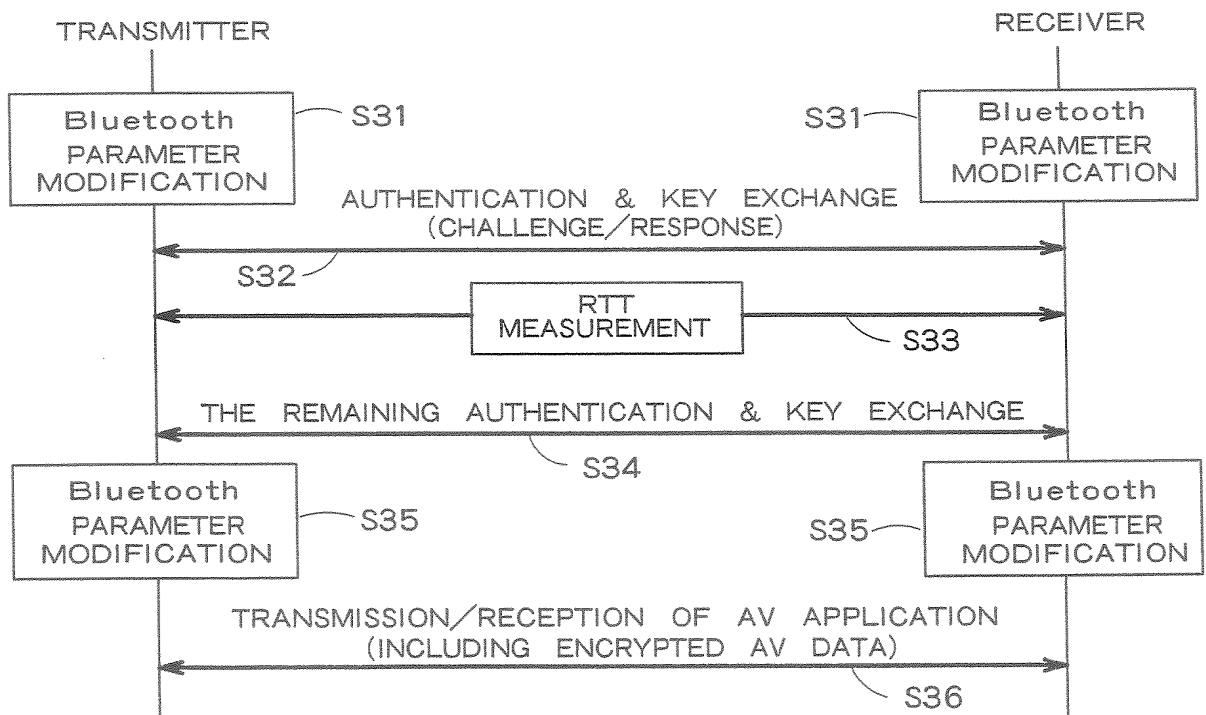 TRANSMITTER
RECEIVER
Bluetooth
PARAMETER
MODIFICATION
S31
S31
Bluetooth
PARAMETER
MODIFICATION
AUTHENTICATION & KEY EXCHANGE
(CHALLENGE/RESPONSE)
S32
RTT
MEASUREMENT
S33
THE REMAINING AUTHENTICATION & KEY EXCHANGE
S34
Bluetooth
PARAMETER
MODIFICATION
S35
S35
Bluetooth
PARAMETER
MODIFICATION
TRANSMISSION/RECEPTION OF AV APPLICATION
(INCLUDING ENCRYPTED AV DATA)
S36